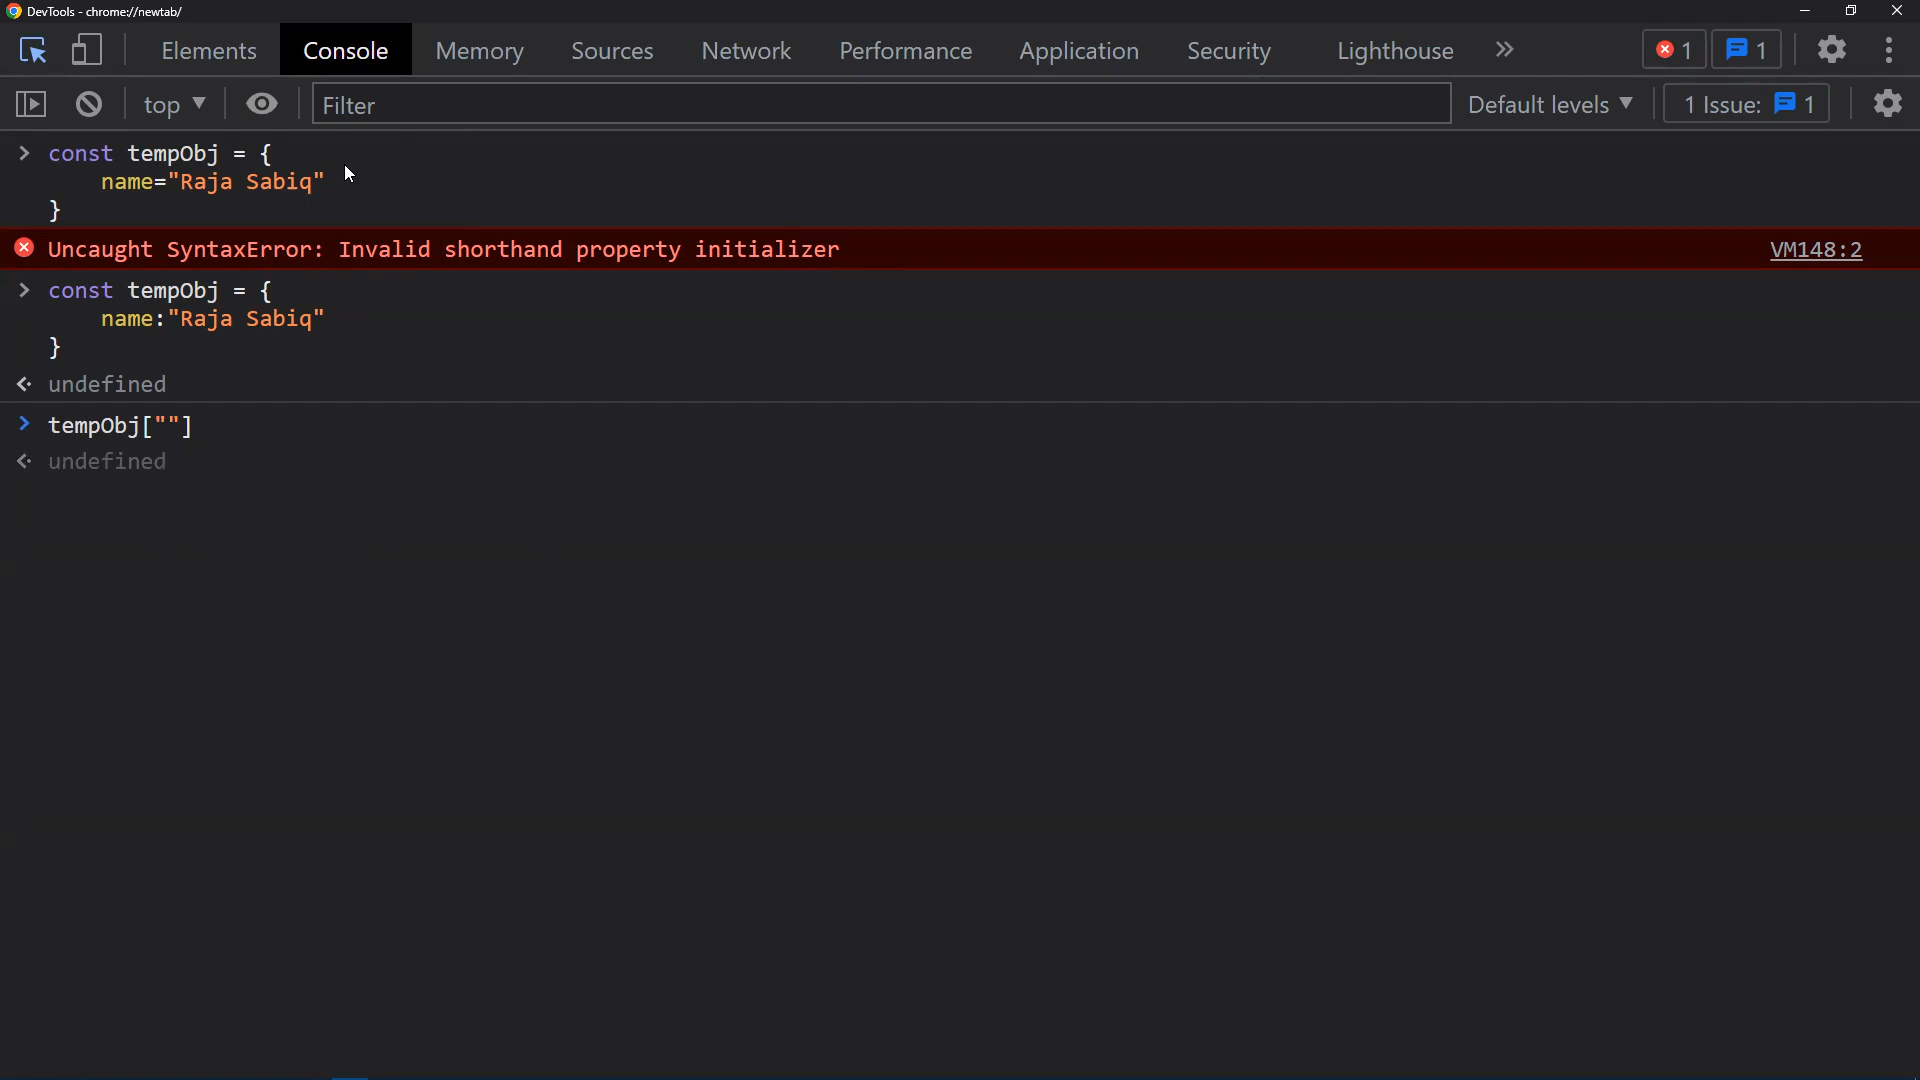 DevTools - chrome://newtab/
Elements Console Memory Sources Network Performance Application Security Lighthouse » 1 1
top Filter Default levels 1 Issue: 1
> const tempObj = {
name="Raja Sabiq"
}
Uncaught SyntaxError: Invalid shorthand property initializer VM148:2
> const tempObj = {
name:"Raja Sabiq"
}
undefined
> tempObj[""]
undefined